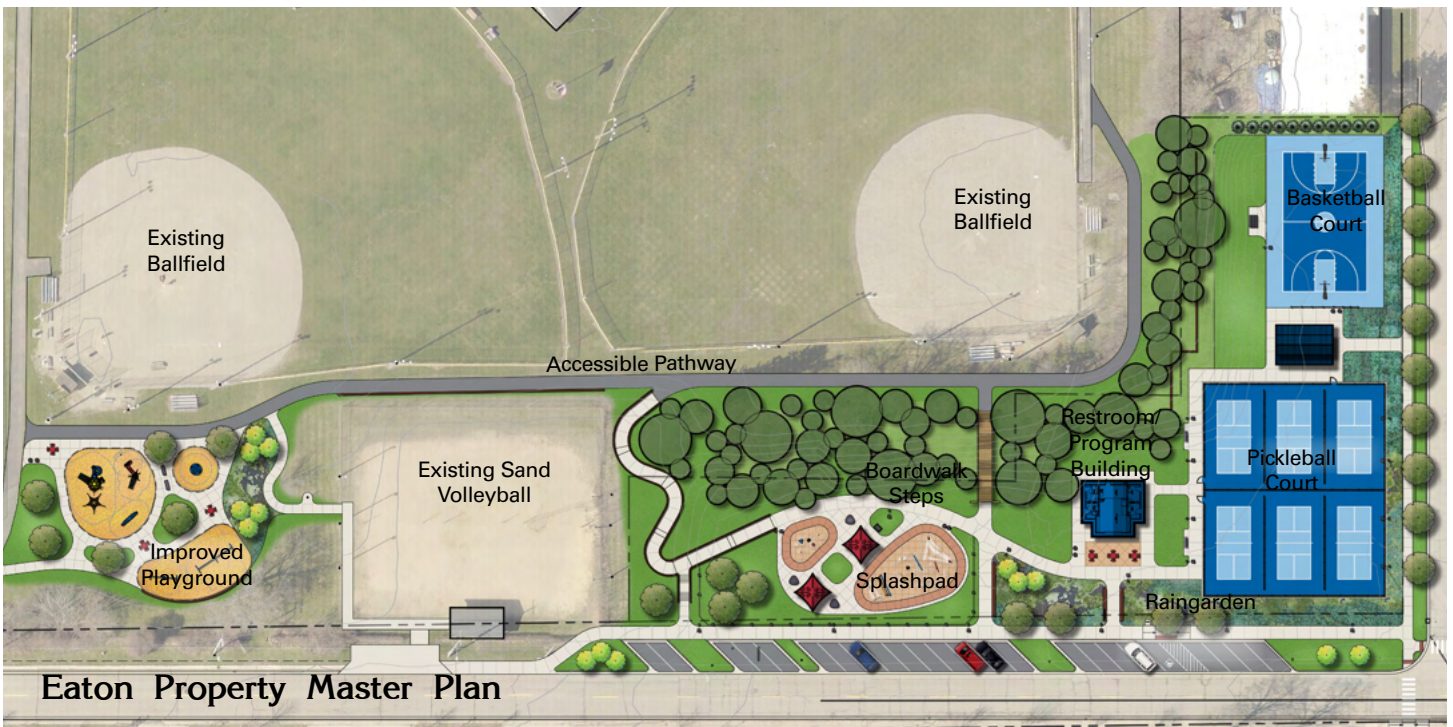 Existing
Ballfield
Existing
Ballfield
Basketball
Court
Accessible Pathway
Existing Sand
Volleyball
Boardwalk
Steps
Restroom/
Program
Building
Pickleball
Court
Improved
Playground
Splashpad
Raingarden
Eaton Property Master Plan